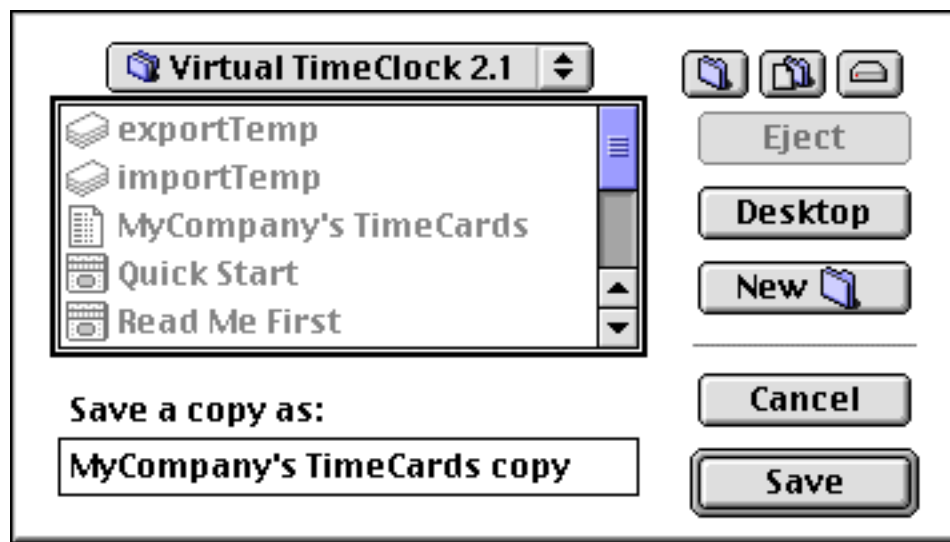 Virtual TimeClock 2.1
exportTemp
importTemp
MyCompany's TimeCards
Quick Start
Read Me First
Eject
Desktop
New
Save a copy as:
MyCompany's TimeCards copy
Cancel
Save